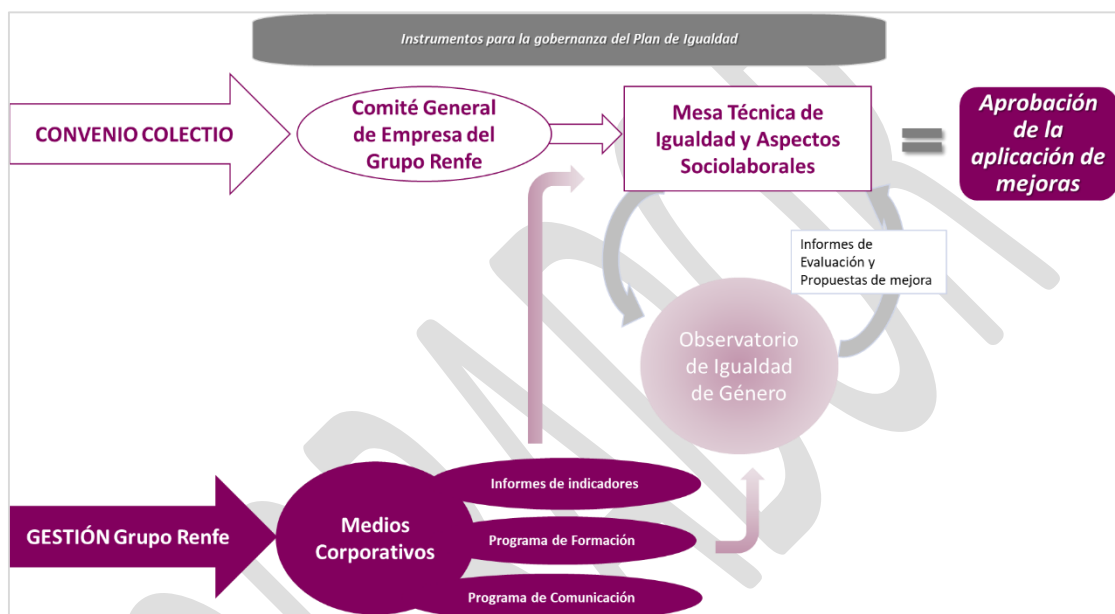 Instrumentos para la gobernanza del Plan de Igualdad
CONVENIO COLECTIO
Comité General
de Empresa del
Grupo Renfe
Mesa Técnica de
Igualdad y Aspectos
Sociolaborales
=
Aprobación
de la
aplicación de
mejoras
Informes de
Evaluación y
Propuestas de mejora
Observatorio
de Igualdad
de Género
GESTIÓN Grupo Renfe
Medios
Corporativos
Informes de indicadores
Programa de Formación
Programa de Comunicación